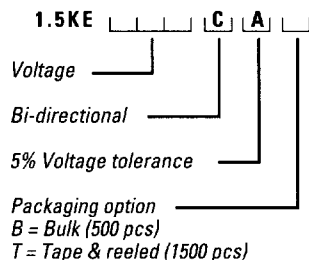 1.5KE C A
Voltage
Bi-directional
5% Voltage tolerance
Packaging option
B = Bulk (500 pcs)
T = Tape & reeled (1500 pcs)